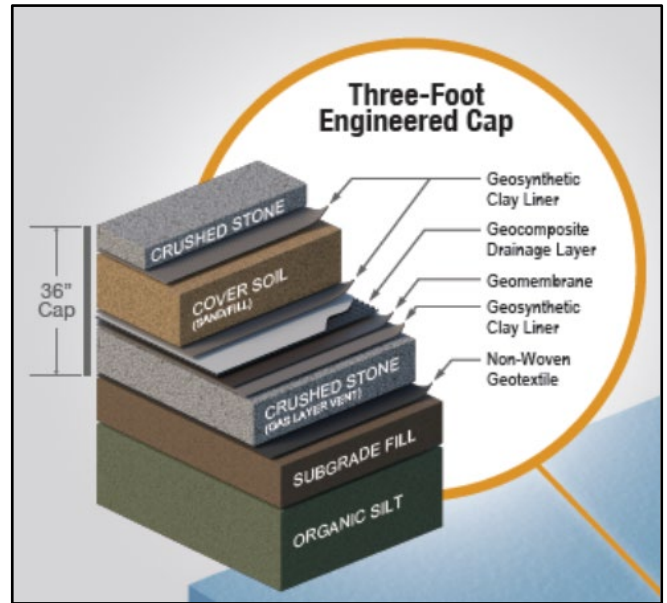 Three-Foot
Engineered Cap
Geosynthetic
Clay Liner
Geocomposite
Drainage Layer
Geomembrane
Geosynthetic
Clay Liner
Non-Woven
Geotextile
36"
Cap
CRUSHED STONE
COVER SOIL
(SAND/FILL)
CRUSHED STONE
(GAS LAYER VENT)
SUBGRADE FILL
ORGANIC SILT